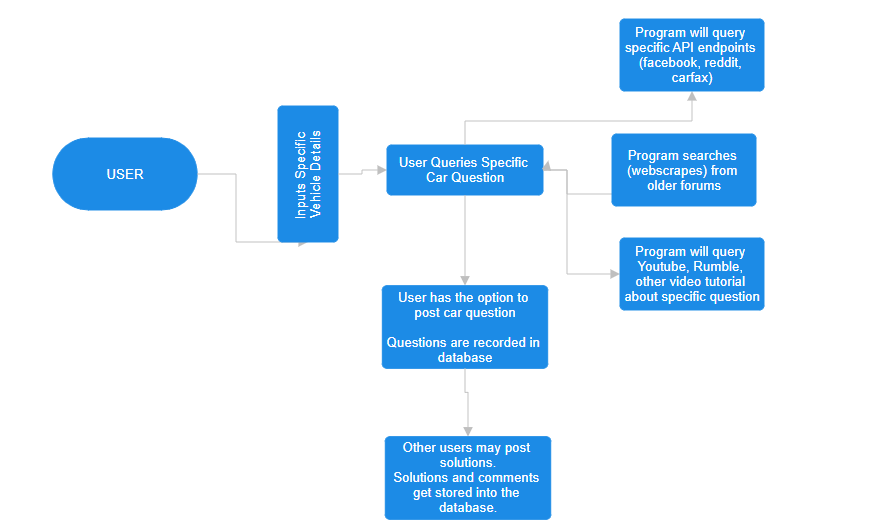 USER
Inputs Specific
Vehicle Details
User Queries Specific
Car Question
Program will query
specific API endpoints
(facebook, reddit,
carfax)
Program searches
(webscrapes) from
older forums
Program will query
Youtube, Rumble,
other video tutorial
about specific question
User has the option to
post car question
Questions are recorded in
database
Other users may post
solutions.
Solutions and comments
get stored into the
database.